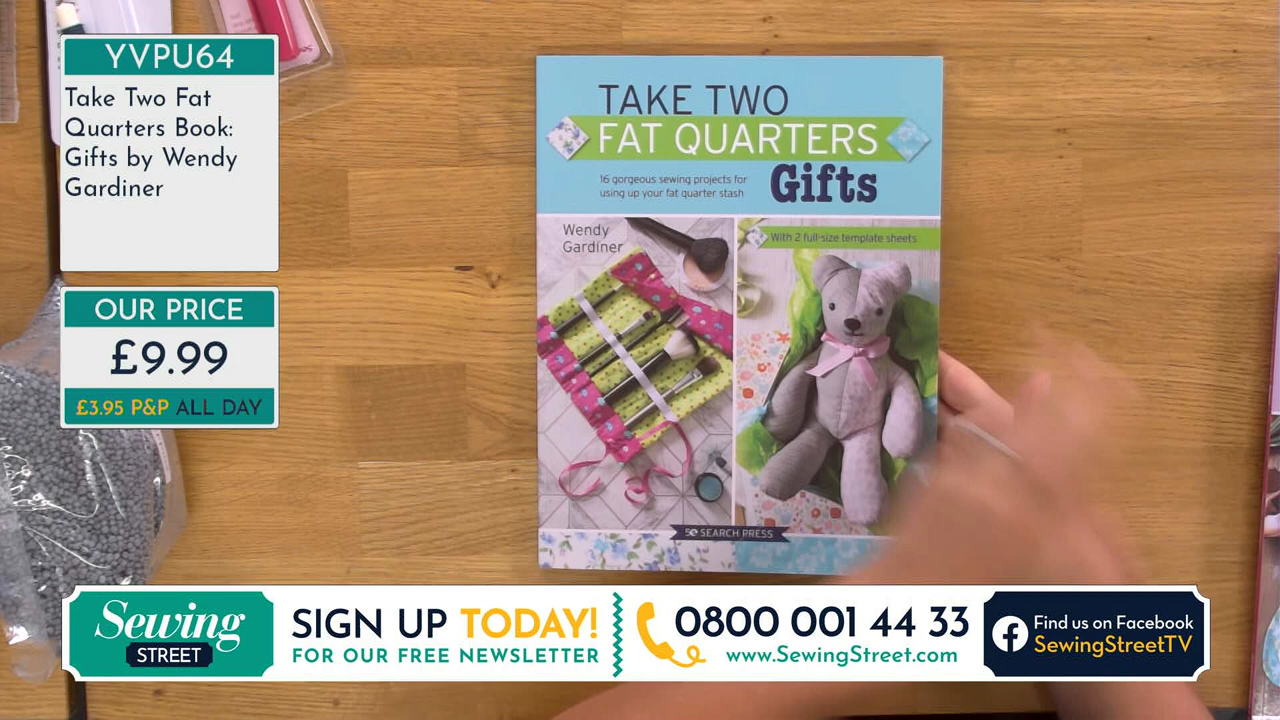 YVPU64
Take Two Fat
Quarters Book:
Gifts by Wendy
Gardiner
OUR PRICE
£9.99
£3.95 P&P ALL DAY
TAKE TWO
FAT QUARTERS
16 gorgeous sewing projects for
using up your fat quarter stash
Gifts
Wendy
Gardiner
With 2 full-size template sheets
SEARCH PRESS
Sewing
STREET
SIGN UP TODAY!
FOR OUR FREE NEWSLETTER
0800 001 44 33
www.SewingStreet.com
Find us on Facebook
SewingStreetTV